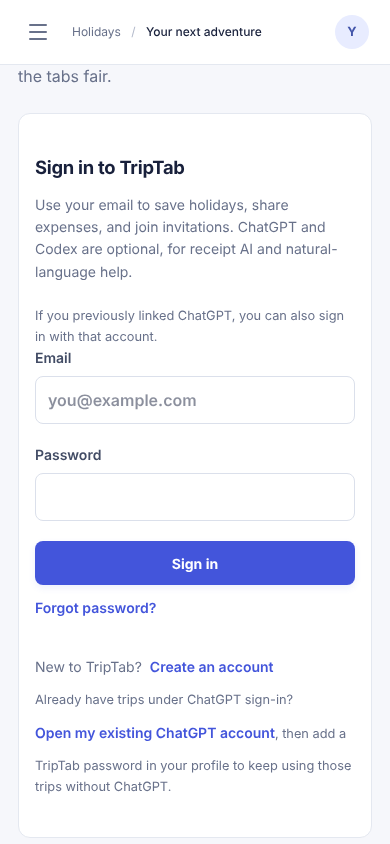 Holidays / Your next adventure
Y
the tabs fair.
Sign in to TripTab
Use your email to save holidays, share
expenses, and join invitations. ChatGPT and
Codex are optional, for receipt AI and natural-
language help.
If you previously linked ChatGPT, you can also sign
in with that account.
Email
you@example.com
Password
Sign in
Forgot password?
New to TripTab? Create an account
Already have trips under ChatGPT sign-in?
Open my existing ChatGPT account, then add a
TripTab password in your profile to keep using those
trips without ChatGPT.